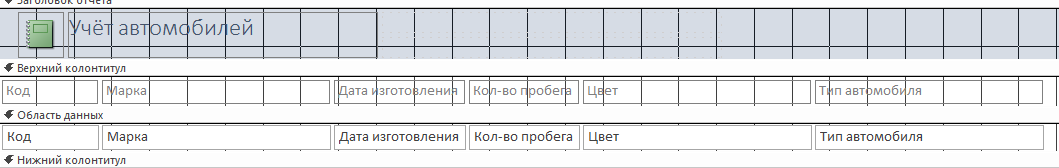 Заголовок отчета
Учёт автомобилей
Верхний колонтитул
Код Марка Дата изготовления Кол-во пробега Цвет Тип автомобиля
Область данных
Код Марка Дата изготовления Кол-во пробега Цвет Тип автомобиля
Нижний колонтитул